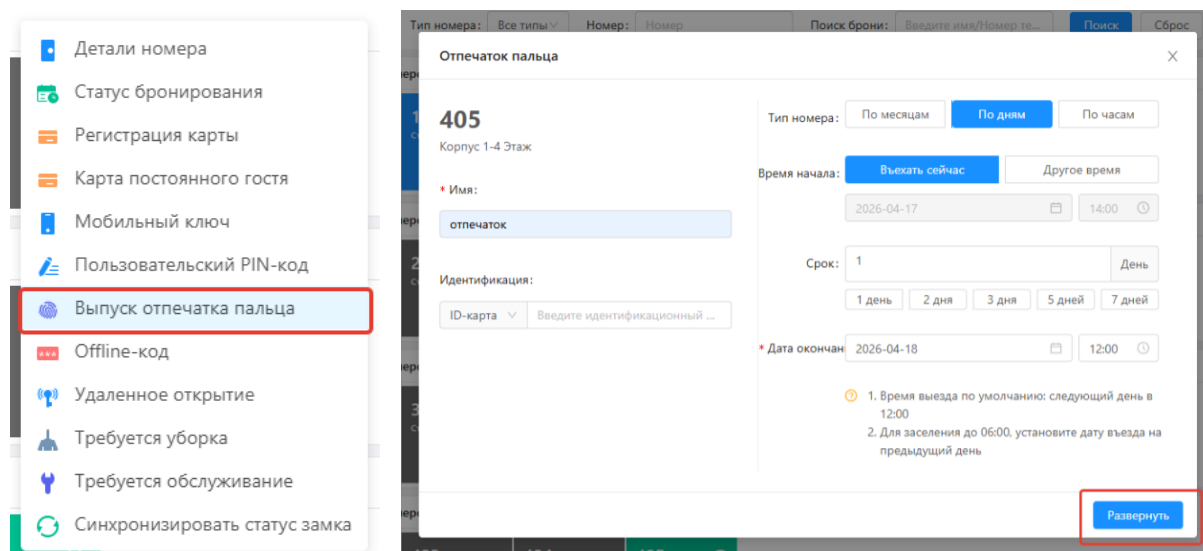 Детали номера
Статус бронирования
Регистрация карты
Карта постоянного гостя
Мобильный ключ
Пользовательский PIN-код
Выпуск отпечатка пальца
Offline-код
Удаленное открытие
Требуется уборка
Требуется обслуживание
Синхронизировать статус замка
Тип номера: Все типы Номер: Номер Поиск брони: Введите имя/Номер те... Поиск Сброс
Отпечаток пальца
405
Корпус 1-4 Этаж
* Имя:
отпечаток
Идентификация:
ID-карта Введите идентификационный ...
Тип номера: По месяцам По дням По часам
Время начала: Въехать сейчас Другое время
2026-04-17 14:00
Срок: 1 День
1 день 2 дня 3 дня 5 дней 7 дней
* Дата окончан 2026-04-18 12:00
1. Время выезда по умолчанию: следующий день в
12:00
2. Для заселения до 06:00, установите дату въезда на
предыдущий день
Развернуть